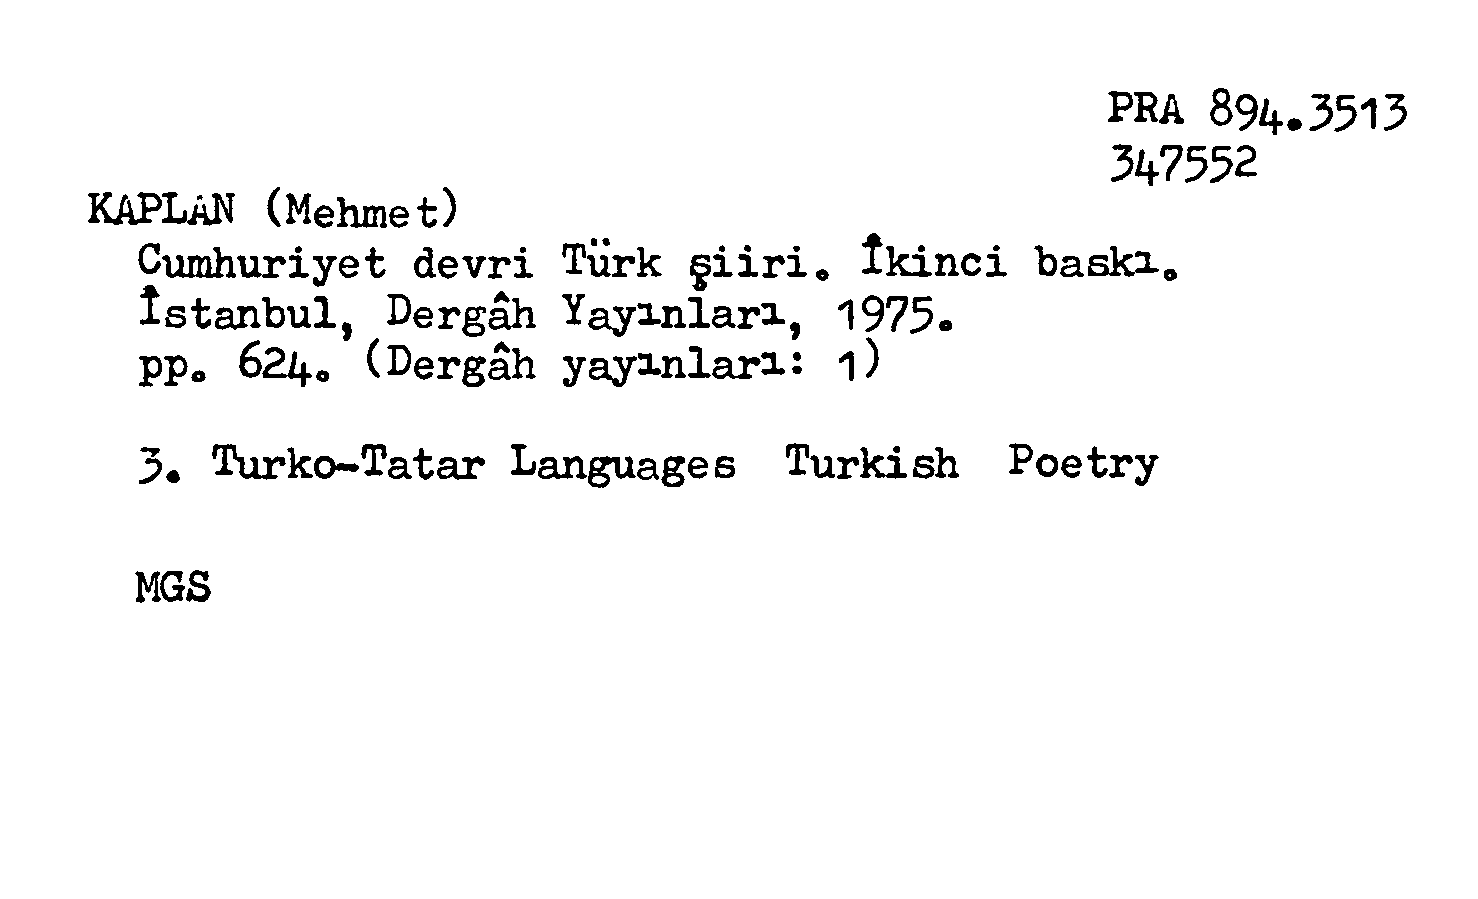 PRA 894.3513
347552
KAPLAN (Mehmet)
Cumhuriyet devri Türk şiiri. İkinci baskı.
İstanbul, Dergâh Yayınları, 1975.
pp. 624. (Dergâh yayınları: 1)
3. Turko-Tatar Languages Turkish Poetry
MGS